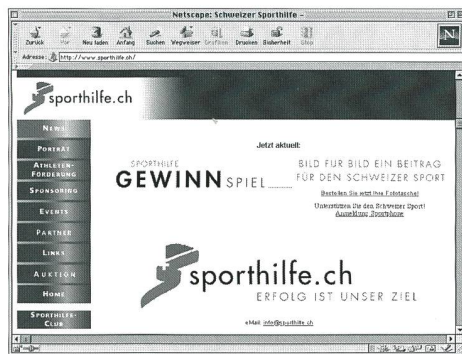 Netscape: Schweizer Sporthilfe -
Zurück Vor Neu laden Anfang Suchen Wegweiser Grafiken Drucken Sicherheit Stop
N
Adresse: http://www.sporthilfe.ch/
sporthilfe.ch
NEWS
PORTRÄT
ATHLETEN-
FÖRDERUNG
SPONSORING
EVENTS
PARTNER
LINKS
AUKTION
HOME
SPORTHILFE-
CLUB
Jetzt aktuell:
SPORTHILFE
GEWINNSPIEL
BILD FÜR BILD EIN BEITRAG
FÜR DEN SCHWEIZER SPORT
Bestellen Sie jetzt Ihre Fototasche!
Unterstützen Sie den Schweizer Sport!
Anmeldung Sportphone
sporthilfe.ch
ERFOLG IST UNSER ZIEL
eMail: info@sporthilfe.ch